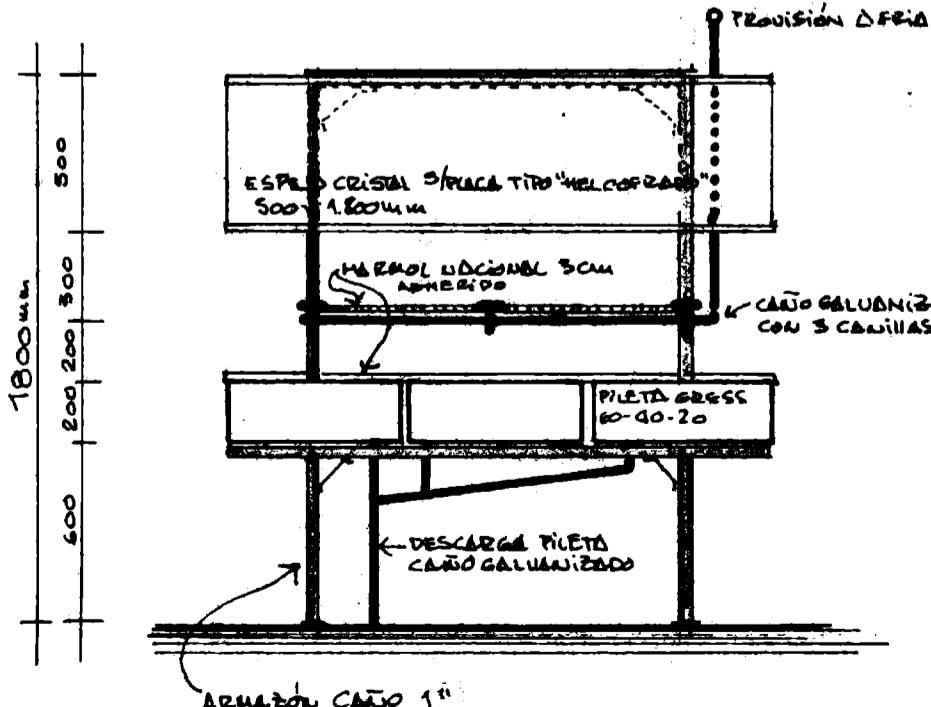 PROVISIÓN A FRIA
500
ESPEJO CRISTAL S/PLACA TIPO "MELCOFRADO"
500 1.800mm
1800mm
300
MARMOL NACIONAL 3cm
ADHERIDO
CAÑO GALVANIZ
CON 3 CANILLAS
200
200
PILETA GRESS
60-40-20
600
DESCARGA PILETA
CAÑO GALVANIZADO
ARMAZÓN CAÑO 1"